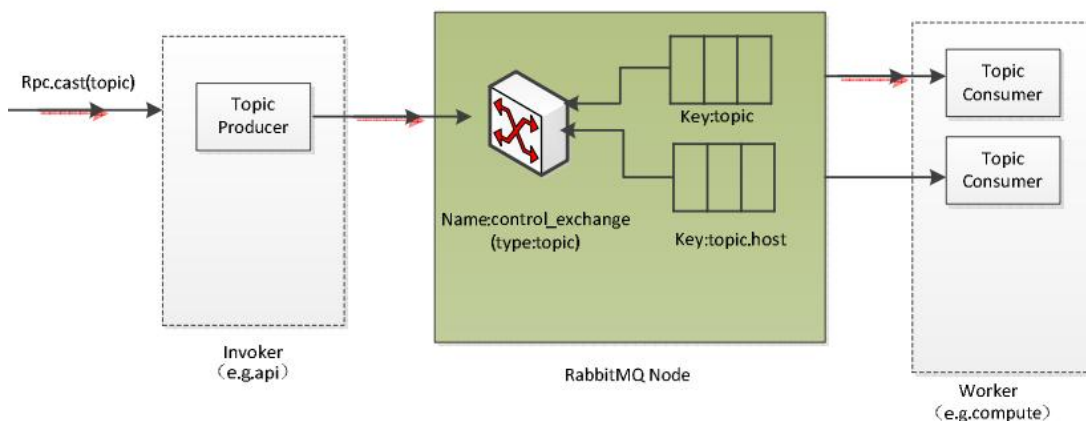 Rpc.cast(topic)
Topic
Producer
Invoker
（e.g.api）
Key:topic
Name:control_exchange
(type:topic)
Key:topic.host
RabbitMQ Node
Topic
Consumer
Topic
Consumer
Worker
（e.g.compute）